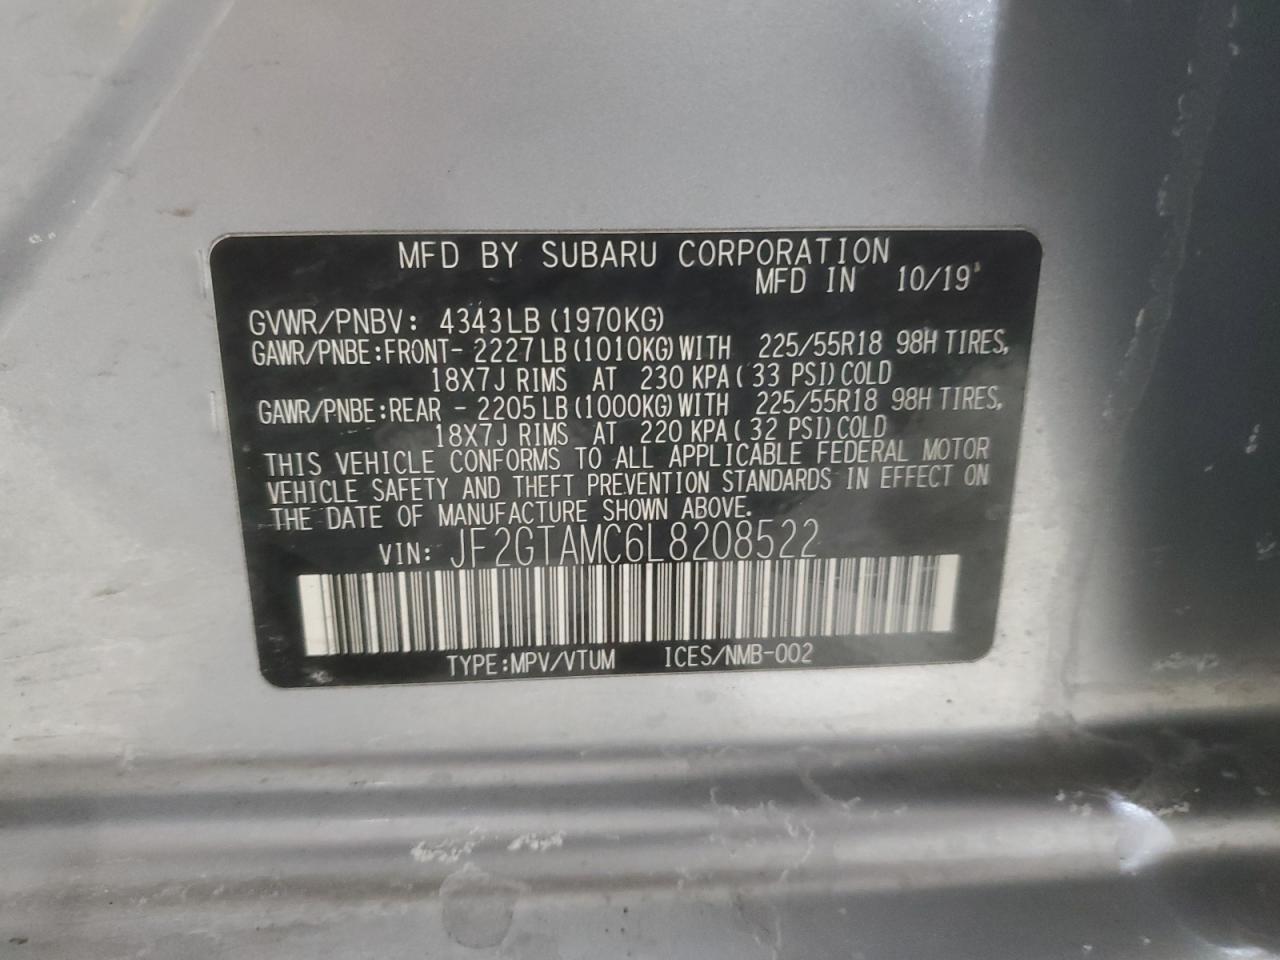 MFD BY SUBARU CORPORATION
MFD IN 10/19
GVWR/PNBV: 4343LB (1970KG)
GAWR/PNBE:FRONT- 2227LB(1010KG)WITH 225/55R18 98H TIRES,
18X7J RIMS AT 230 KPA( 33 PSI)COLD
GAWR/PNBE:REAR - 2205LB(1000KG)WITH 225/55R18 98H TIRES,
18X7J RIMS AT 220 KPA( 32 PSI)COLD
THIS VEHICLE CONFORMS TO ALL APPLICABLE FEDERAL MOTOR
VEHICLE SAFETY AND THEFT PREVENTION STANDARDS IN EFFECT ON
THE DATE OF MANUFACTURE SHOWN ABOVE.
VIN: JF2GTAMC6L8208522
TYPE:MPV/VTUM ICES/NMB-002